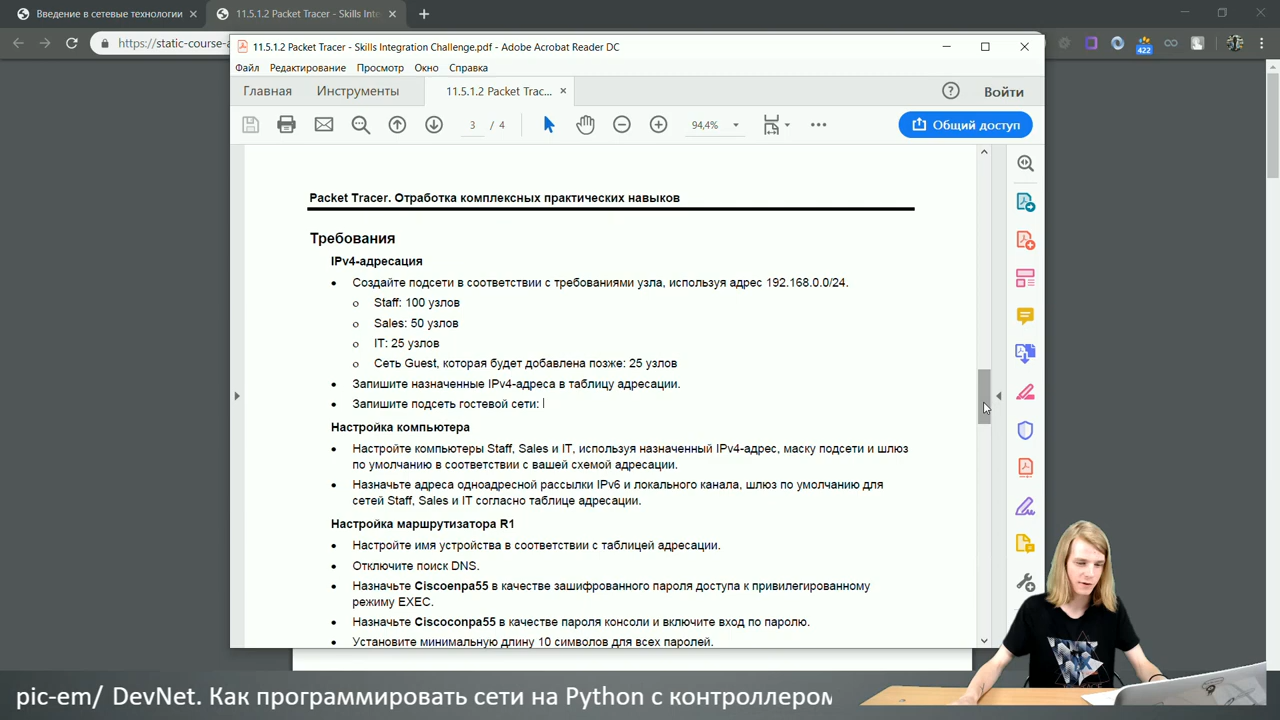 Введение в сетевые технологии
11.5.1.2 Packet Tracer - Skills Inte
https://static-course-a
422
11.5.1.2 Packet Tracer - Skills Integration Challenge.pdf - Adobe Acrobat Reader DC
Файл Редактирование Просмотр Окно Справка
Главная Инструменты 11.5.1.2 Packet Trac... Войти
3 / 4 94,4% Общий доступ
Packet Tracer. Отработка комплексных практических навыков
Требования
IPv4-адресация
• Создайте подсети в соответствии с требованиями узла, используя адрес 192.168.0.0/24.
o Staff: 100 узлов
o Sales: 50 узлов
o IT: 25 узлов
o Сеть Guest, которая будет добавлена позже: 25 узлов
• Запишите назначенные IPv4-адреса в таблицу адресации.
• Запишите подсеть гостевой сети:
Настройка компьютера
• Настройте компьютеры Staff, Sales и IT, используя назначенный IPv4-адрес, маску подсети и шлюз
по умолчанию в соответствии с вашей схемой адресации.
• Назначьте адреса одноадресной рассылки IPv6 и локального канала, шлюз по умолчанию для
сетей Staff, Sales и IT согласно таблице адресации.
Настройка маршрутизатора R1
• Настройте имя устройства в соответствии с таблицей адресации.
• Отключите поиск DNS.
• Назначьте Ciscoenpa55 в качестве зашифрованного пароля доступа к привилегированному
режиму EXEC.
• Назначьте Ciscoconpa55 в качестве пароля консоли и включите вход по паролю.
• Установите минимальную длину 10 символов для всех паролей.
pic-em/ DevNet. Как программировать сети на Python с контроллером